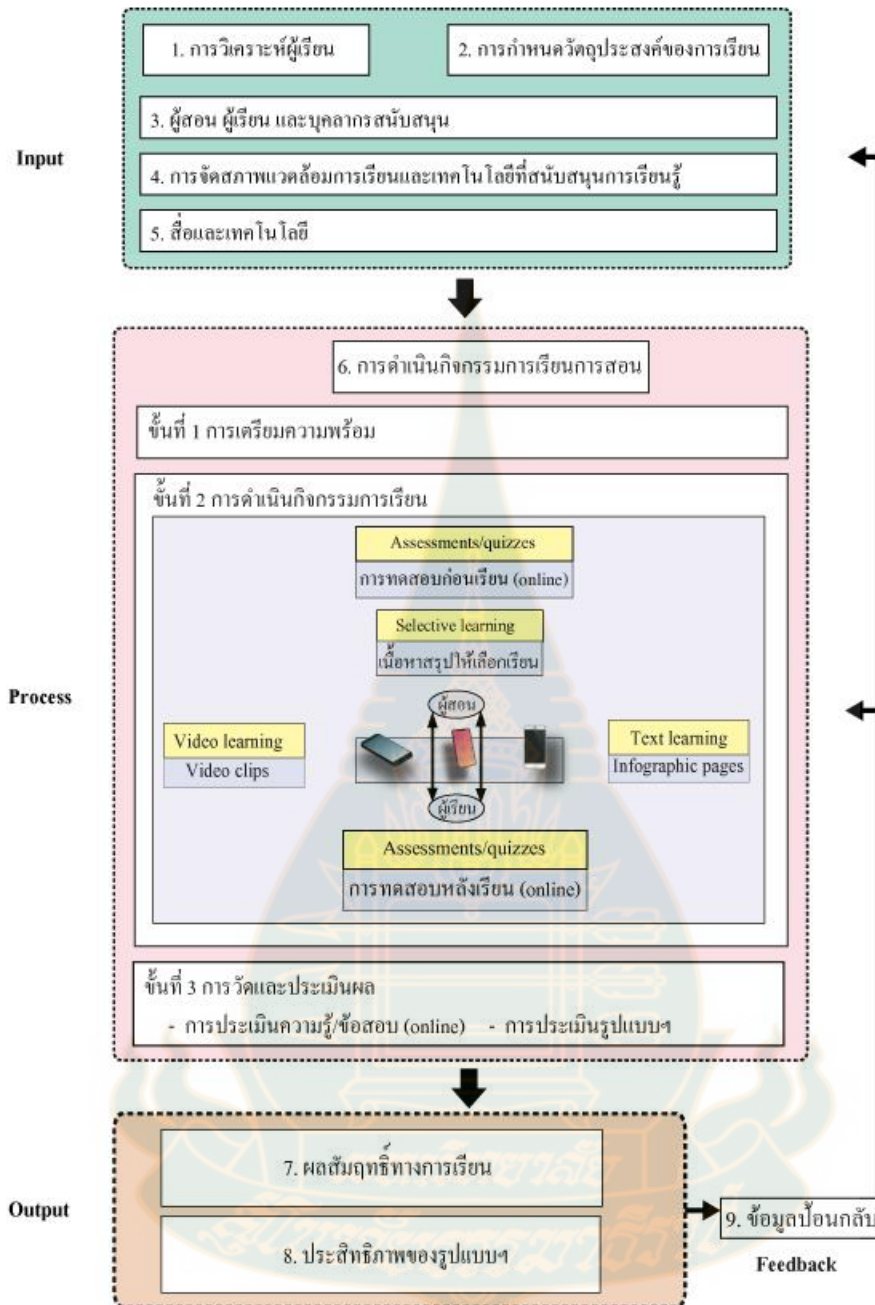 1. การวิเคราะห์ผู้เรียน
2. การกำหนดวัตถุประสงค์ของการเรียน
3. ผู้สอน ผู้เรียน และบุคลากรสนับสนุน
Input
4. การจัดสภาพแวดล้อมการเรียนและเทคโนโลยีที่สนับสนุนการเรียนรู้
5. สื่อและเทคโนโลยี
6. การดำเนินกิจกรรมการเรียนการสอน
ขั้นที่ 1 การเตรียมความพร้อม
ขั้นที่ 2 การดำเนินกิจกรรมการเรียน
Assessments/quizzes
การทดสอบก่อนเรียน (online)
Selective learning
เนื้อหาสรุปให้เลือกเรียน
Process
ผู้สอน
Video learning
Video clips
Text learning
Infographic pages
ผู้เรียน
Assessments/quizzes
การทดสอบหลังเรียน (online)
ขั้นที่ 3 การวัดและประเมินผล
- การประเมินความรู้/ข้อสอบ (online) - การประเมินรูปแบบฯ
7. ผลสัมฤทธิ์ทางการเรียน
Output
8. ประสิทธิภาพของรูปแบบฯ
9. ข้อมูลป้อนกลับ
Feedback